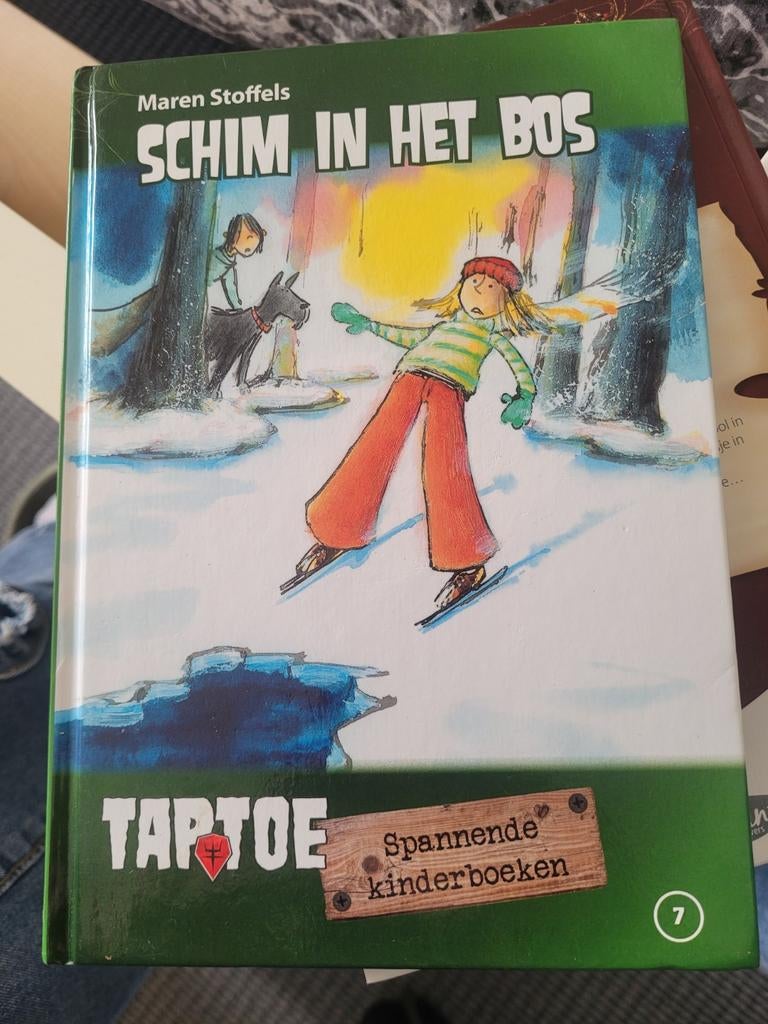 Maren Stoffels
SCHIM IN HET BOS
TAPTOE
Spannende
kinderboeken
7